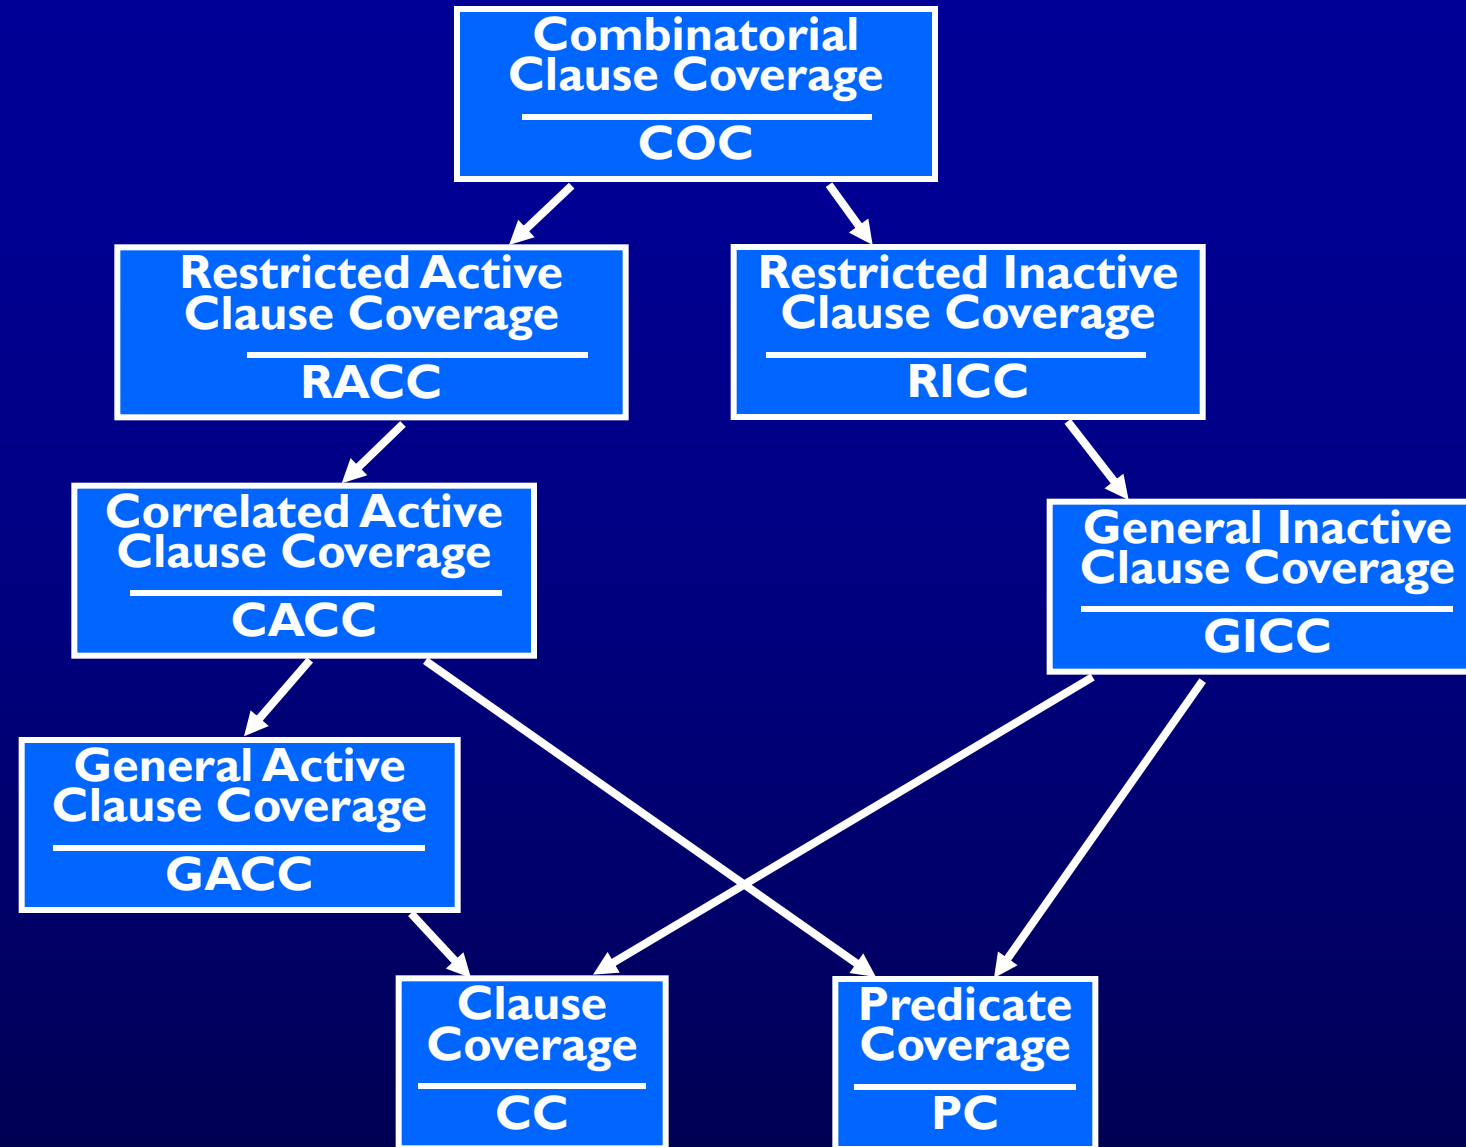 Combinatorial
Clause Coverage
COC
Restricted Active
Clause Coverage
RACC
Restricted Inactive
Clause Coverage
RICC
Correlated Active
Clause Coverage
CACC
General Inactive
Clause Coverage
GICC
General Active
Clause Coverage
GACC
Clause
Coverage
CC
Predicate
Coverage
PC